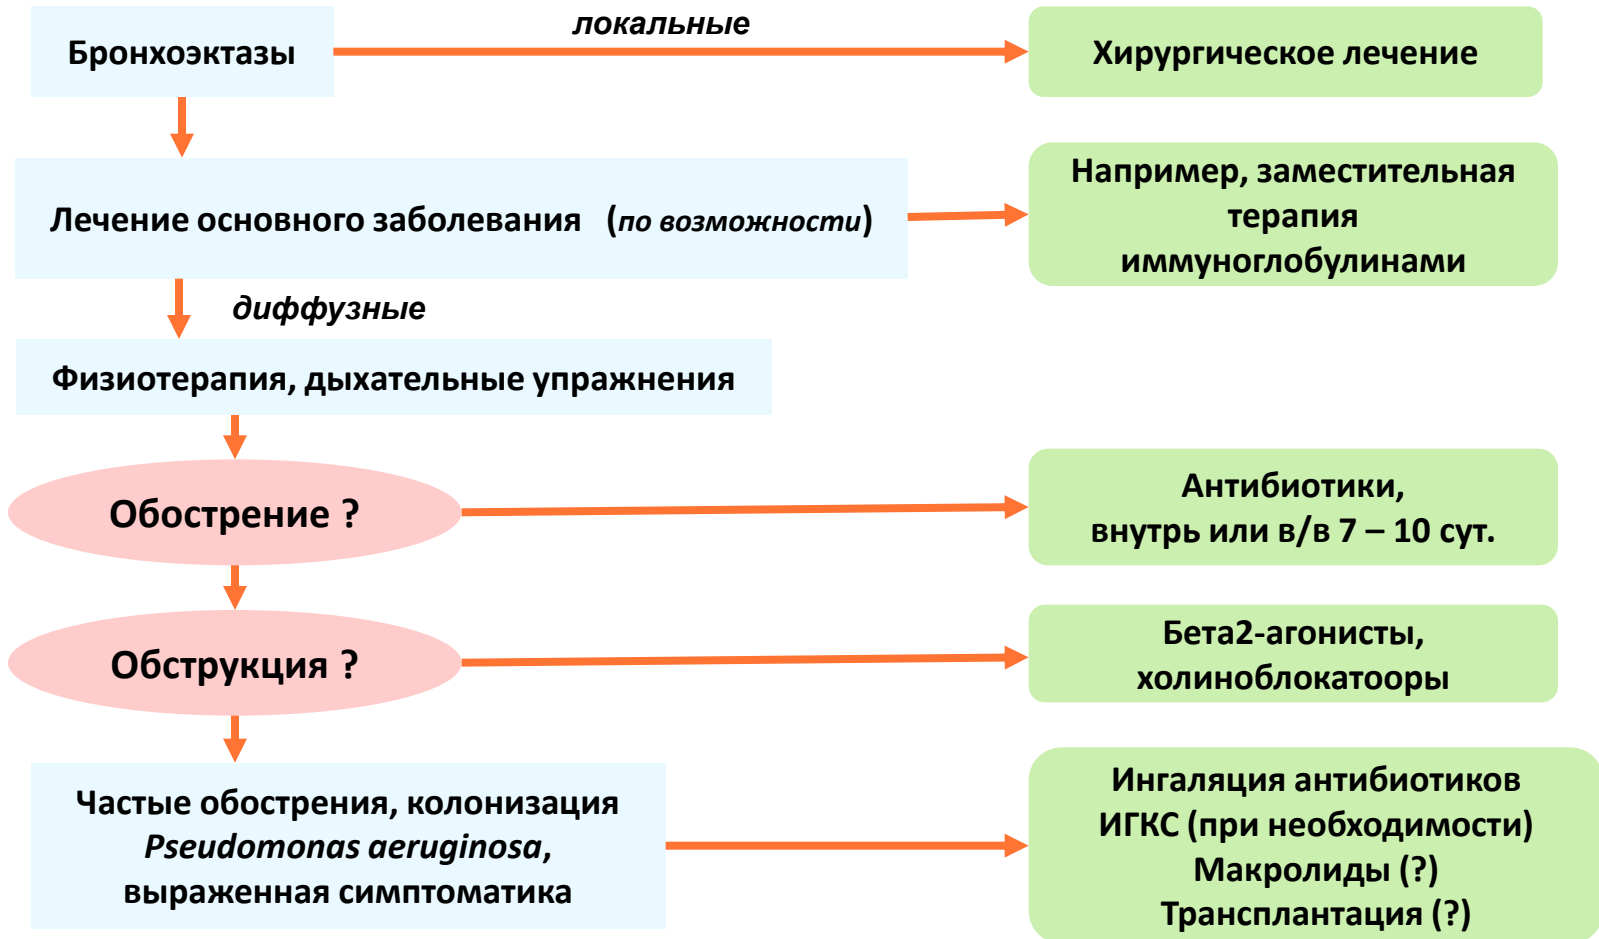 Бронхоэктазы
локальные
Хирургическое лечение
Лечение основного заболевания (по возможности)
Например, заместительная
терапия
иммуноглобулинами
диффузные
Физиотерапия, дыхательные упражнения
Обострение ?
Антибиотики,
внутрь или в/в 7 – 10 сут.
Обструкция ?
Бета2-агонисты,
холиноблокатооры
Частые обострения, колонизация
Pseudomonas aeruginosa,
выраженная симптоматика
Ингаляция антибиотиков
ИГКС (при необходимости)
Макролиды (?)
Трансплантация (?)